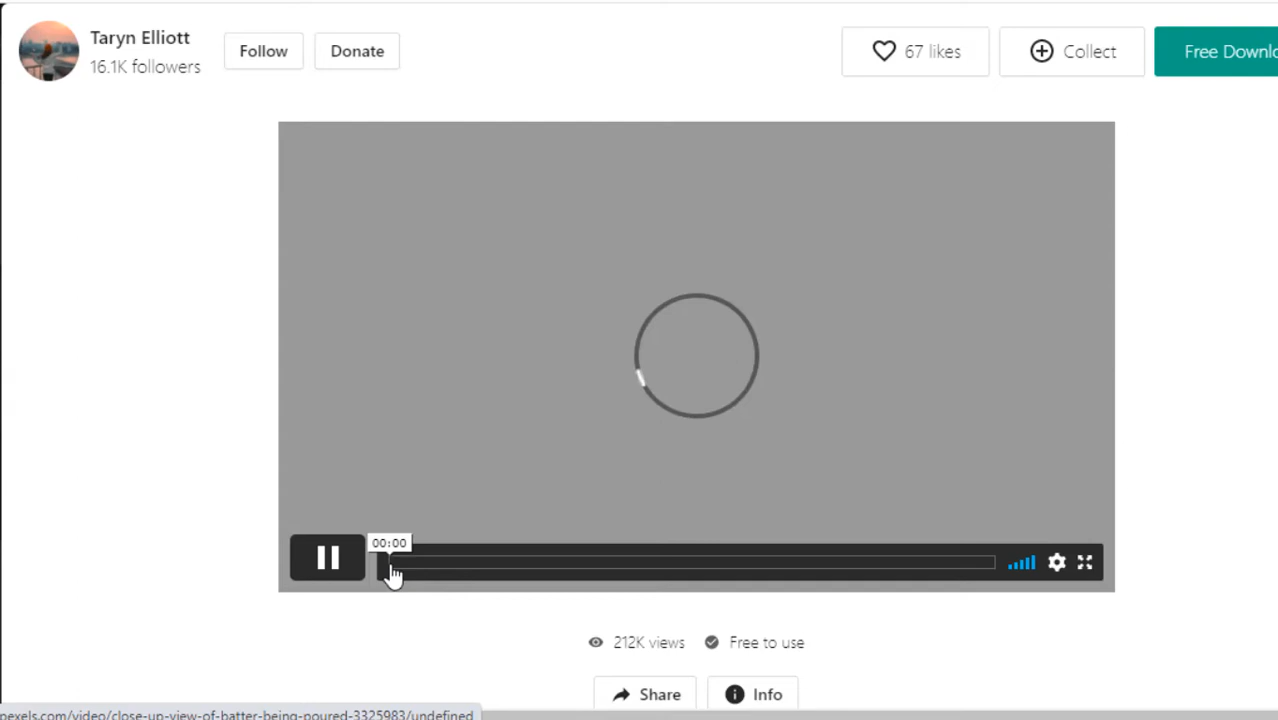 Taryn Elliott
16.1K followers
Follow
Donate
67 likes
Collect
Free
00:00
212K views
Free to use
Share
Info
pexels.com/video/close-up-view-of-batter-being-poured-3325983/undefined